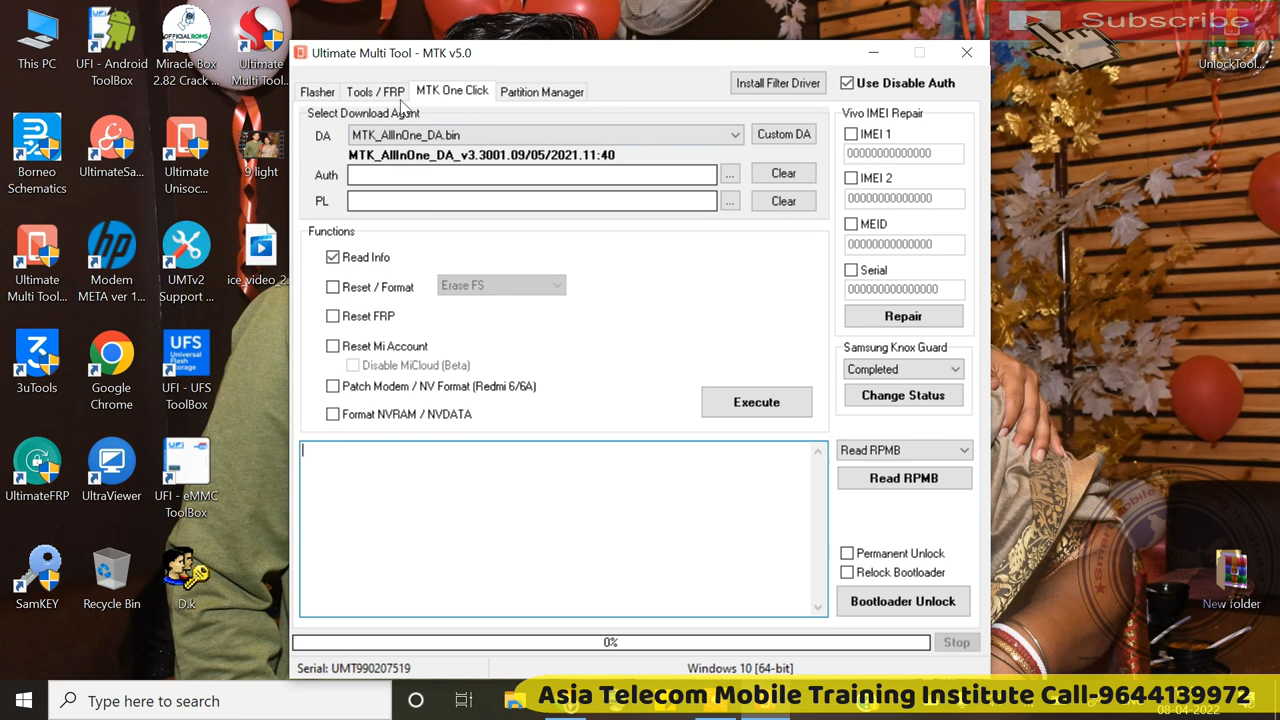 This PC
UFI - Android
ToolBox
Miracle Box
2.82 Crack ...
Ultimate
Multi Tool...
OFFICIALROMS
Borneo
Schematics
UltimateSa...
Ultimate
Unisoc...
9 light
Ultimate
Multi Tool...
Modem
META ver 1...
UMTv2
Support ...
ice_video_2...
3uTools
Google
Chrome
UFS
Universal
Flash
Storage
UFI - UFS
ToolBox
UltimateFRP
UltraViewer
UFI - eMMC
ToolBox
SamKEY
Recycle Bin
D.k
Subscribe
UnlockTool...
New folder
Ultimate Multi Tool - MTK v5.0
Flasher
Tools / FRP
MTK One Click
Partition Manager
Install Filter Driver
Use Disable Auth
Select Download Agent
DA
MTK_AllInOne_DA.bin
Custom DA
MTK_AllInOne_DA_v3.3001.09/05/2021.11:40
Auth
...
Clear
PL
...
Clear
Functions
Read Info
Reset / Format
Erase FS
Reset FRP
Reset Mi Account
Disable MiCloud (Beta)
Patch Modem / NV Format (Redmi 6/6A)
Format NVRAM / NVDATA
Execute
Vivo IMEI Repair
IMEI 1
00000000000000
IMEI 2
00000000000000
MEID
00000000000000
Serial
00000000000000
Repair
Samsung Knox Guard
Completed
Change Status
Read RPMB
Read RPMB
Permanent Unlock
Relock Bootloader
Bootloader Unlock
0%
Stop
Serial: UMT990207519
Windows 10 [64-bit]
Type here to search
Asia Telecom Mobile Training Institute Call-9644139972
08-04-2022